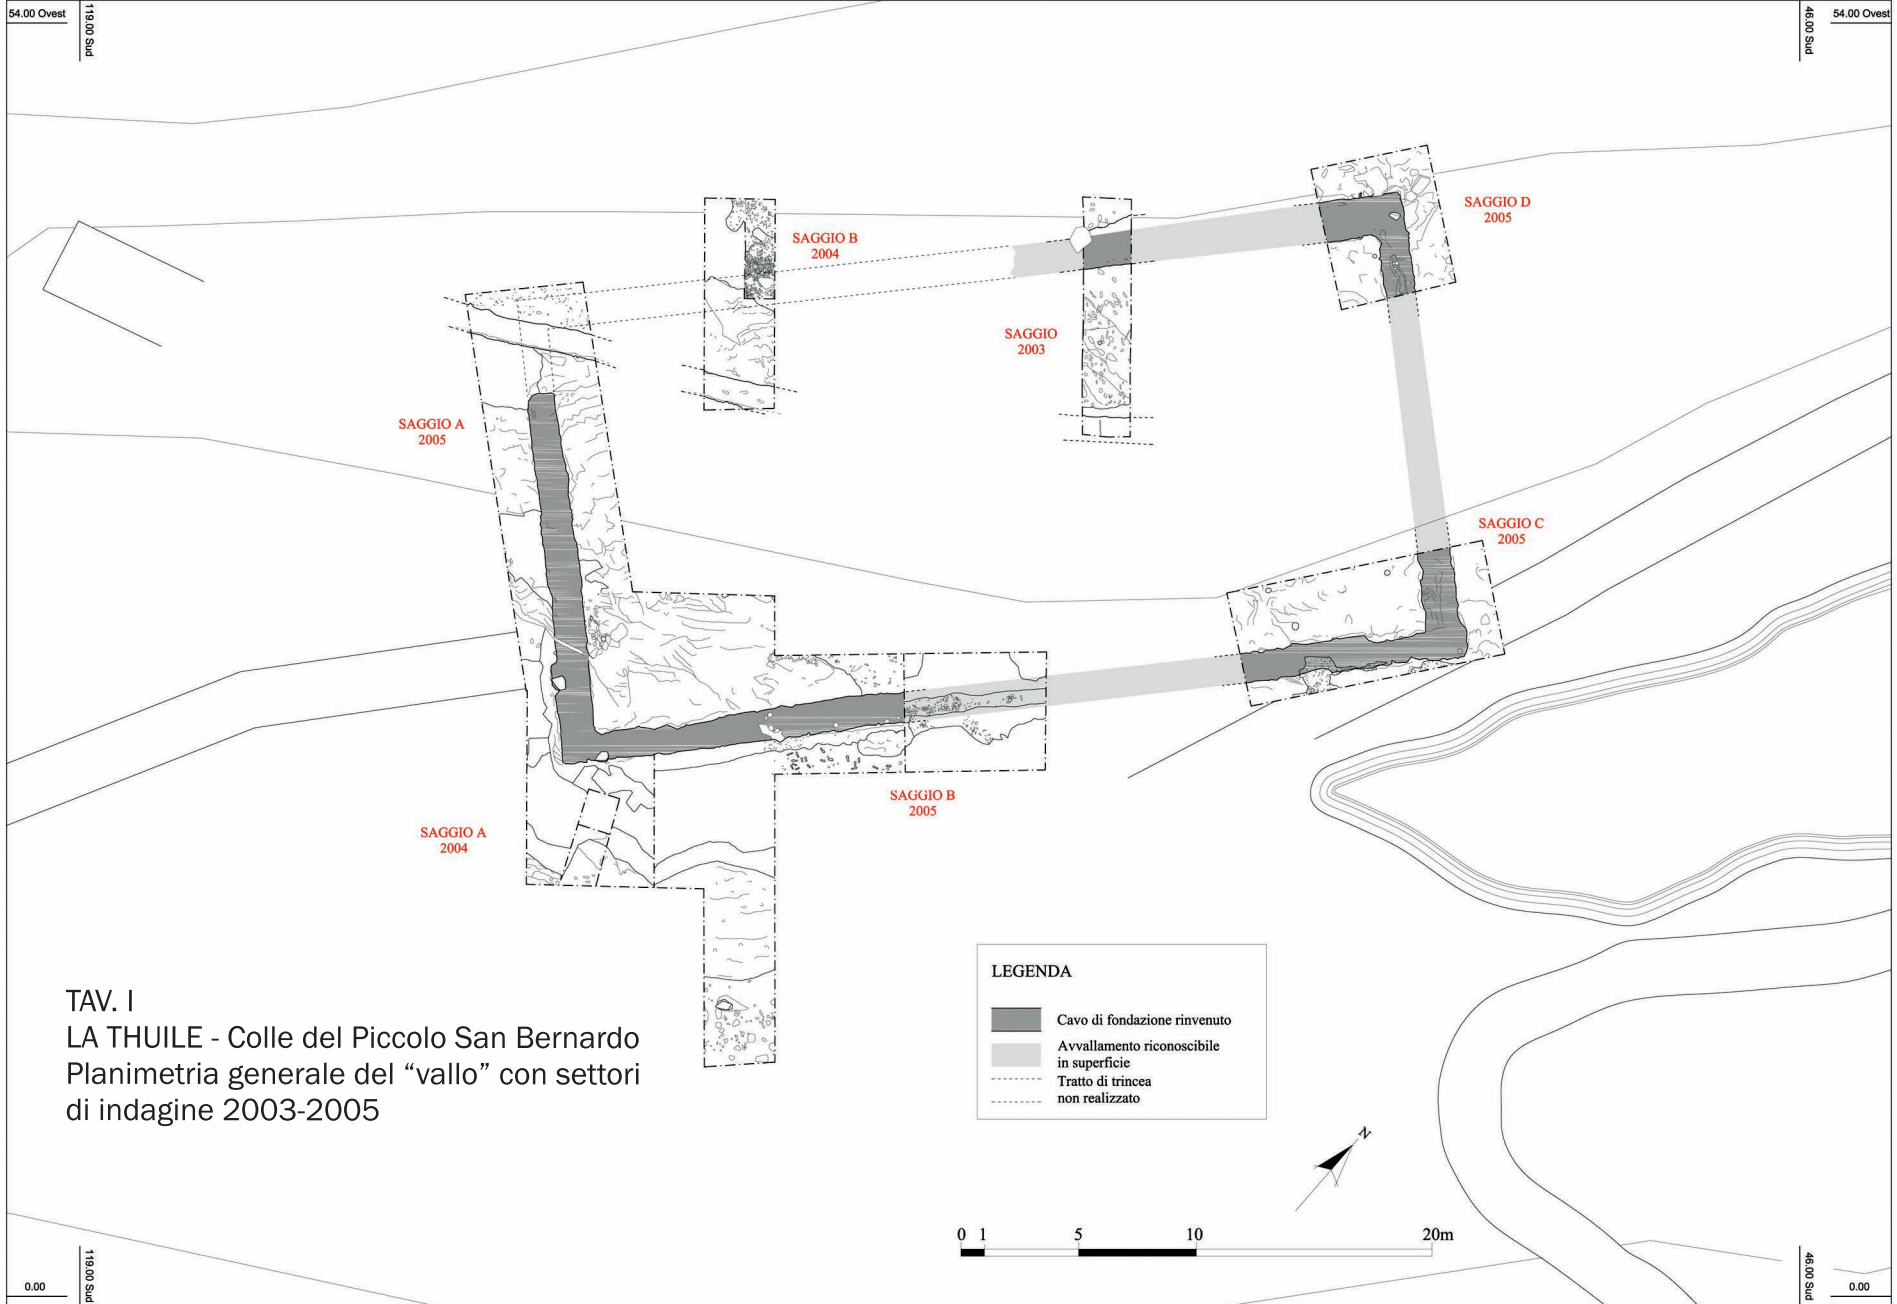 54.00 Ovest
119.00 Sud
46.00 Sud
54.00 Ovest
SAGGIO D
2005
SAGGIO B
2004
SAGGIO
2003
SAGGIO A
2005
SAGGIO C
2005
SAGGIO B
2005
SAGGIO A
2004
TAV. I
LA THUILE - Colle del Piccolo San Bernardo
Planimetria generale del “vallo” con settori
di indagine 2003-2005
LEGENDA
Cavo di fondazione rinvenuto
Avvallamento riconoscibile
in superficie
Tratto di trincea
non realizzato
N
0 1 5 10 20m
0.00
119.00 Sud
46.00 Sud
0.00